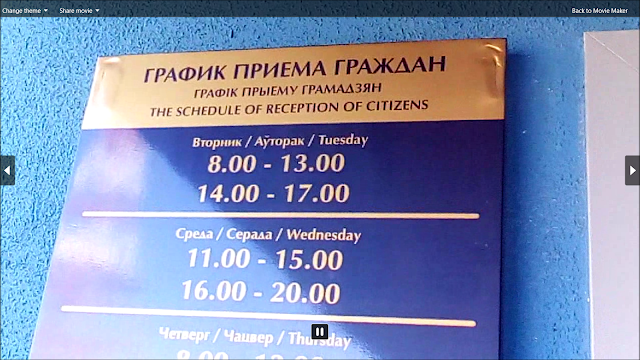 Change theme
Share movie
Back to Movie Maker
ГРАФИК ПРИЕМА ГРАЖДАН
ГРАФІК ПРЫЕМУ ГРАМАДЗЯН
THE SCHEDULE OF RECEPTION OF CITIZENS
Вторник / Аўторак / Tuesday
8.00 - 13.00
14.00 - 17.00
Среда / Серада / Wednesday
11.00 - 15.00
16.00 - 20.00
Четверг / Чацвер / Thursday